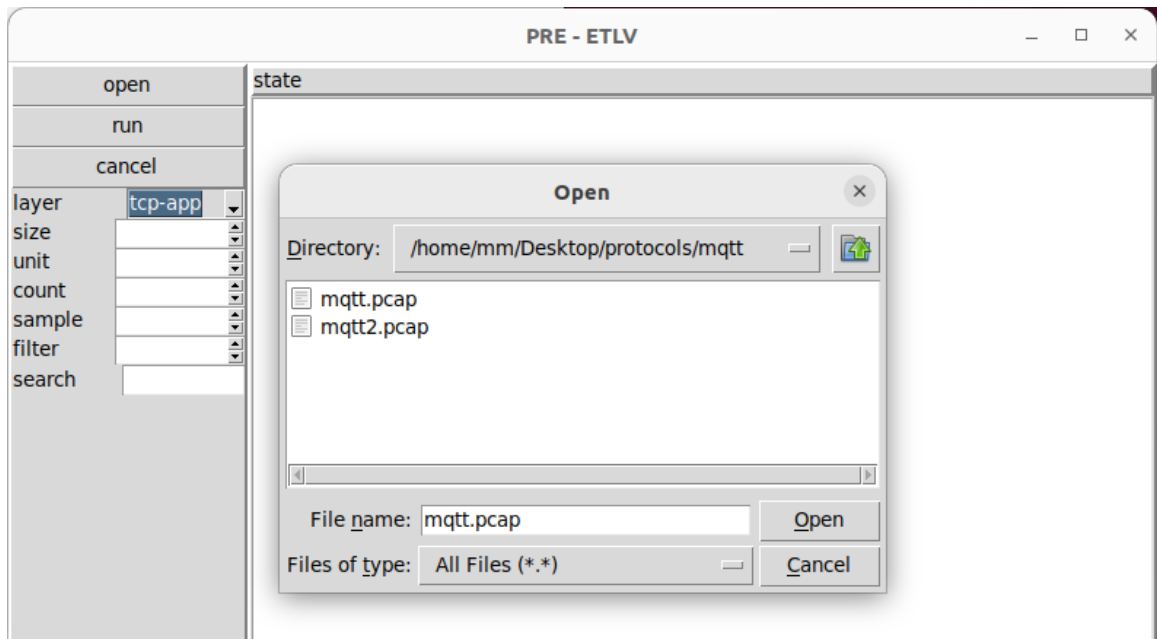 PRE - ETLV
open
run
cancel
layer tcp-app
size
unit
count
sample
filter
search
state
Open
Directory: /home/mm/Desktop/protocols/mqtt
mqtt.pcap
mqtt2.pcap
File name: mqtt.pcap Open
Files of type: All Files (*.*) Cancel